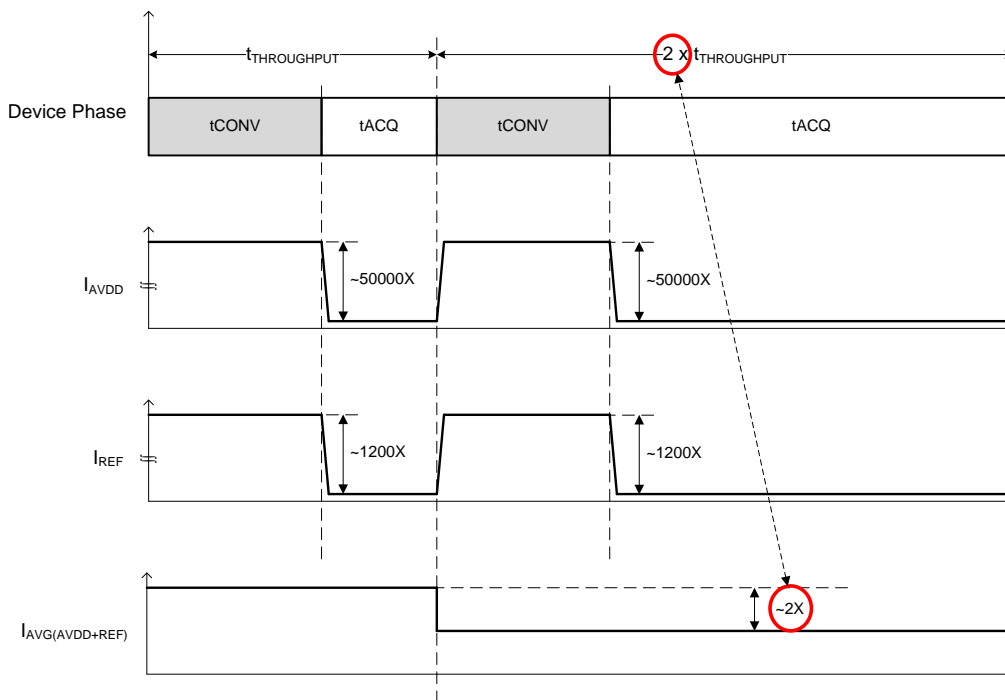 tTHROUGHPUT
2 x tTHROUGHPUT
Device Phase
tCONV
tACQ
tCONV
tACQ
IAVDD
~50000X
~50000X
IREF
~1200X
~1200X
IAVG(AVDD+REF)
~2X